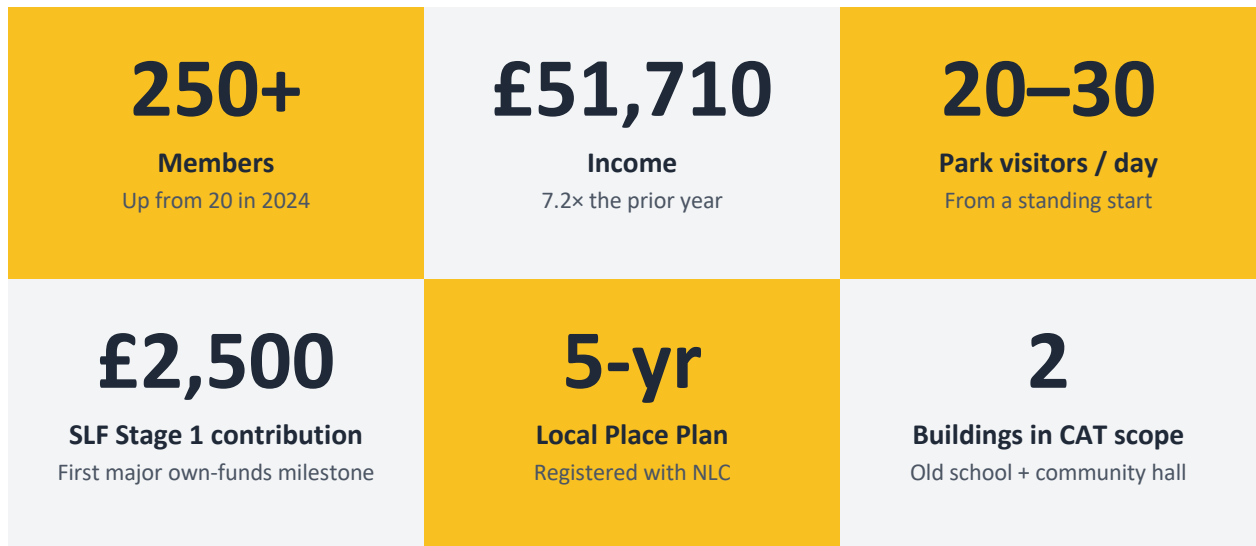 250+
Members
Up from 20 in 2024
£51,710
Income
7.2× the prior year
20–30
Park visitors / day
From a standing start
£2,500
SLF Stage 1 contribution
First major own-funds milestone
5-yr
Local Place Plan
Registered with NLC
2
Buildings in CAT scope
Old school + community hall